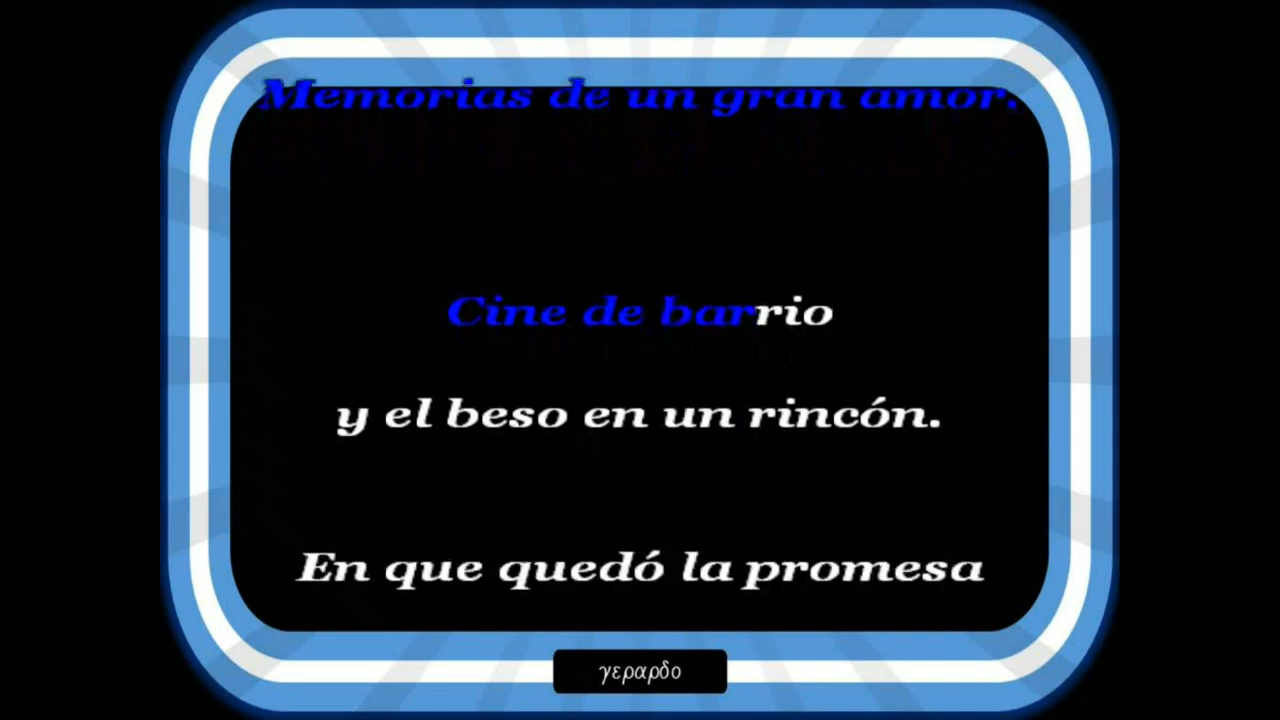 Memorias de un gran amor.
Cine de barrio
y el beso en un rincón.
En que quedó la promesa
γεραρδο